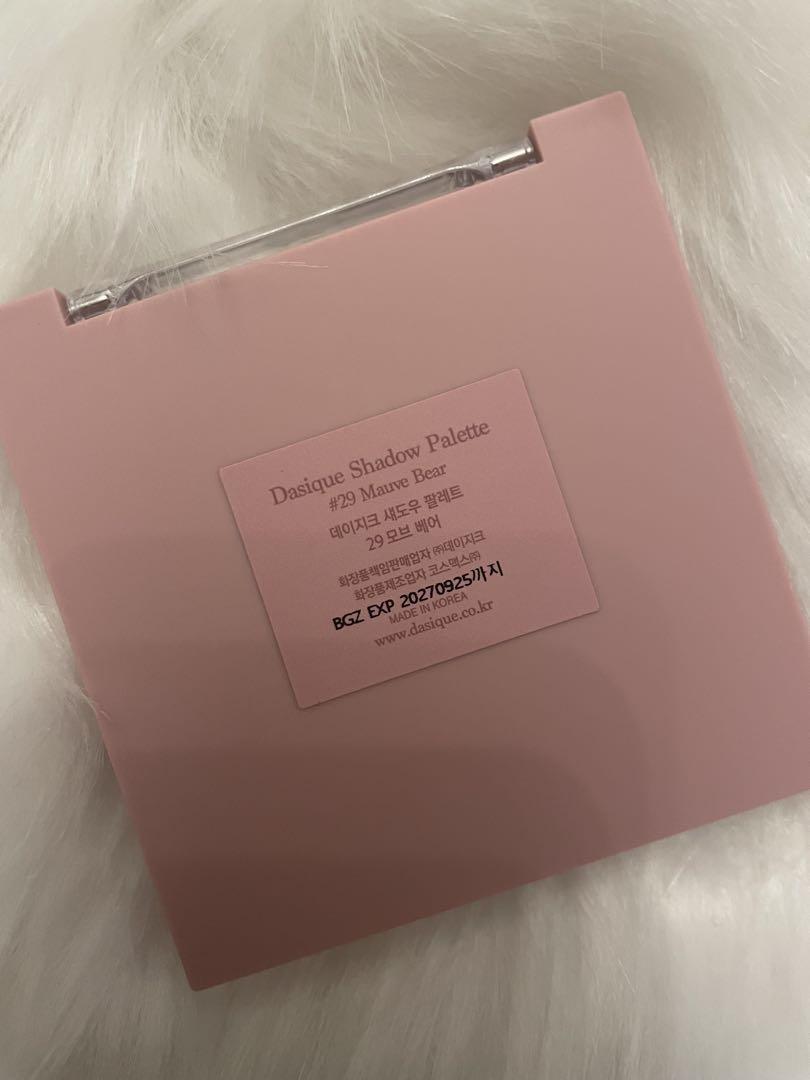 Dasique Shadow Palette
#29 Mauve Bear
데이지크 섀도우 팔레트
29 모브 베어
화장품책임판매업자 ㈜데이지크
화장품제조업자 코스맥스㈜
BGZ EXP 20270925까지
MADE IN KOREA
www.dasique.co.kr